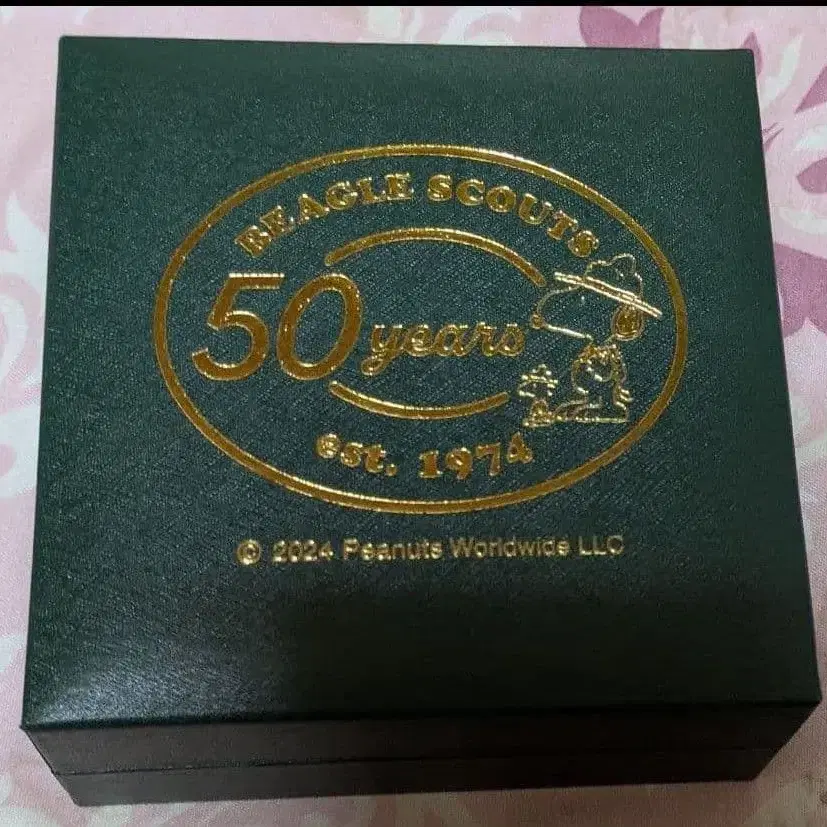 BEAGLE SCOUTS
50 years
est. 1974
© 2024 Peanuts Worldwide LLC